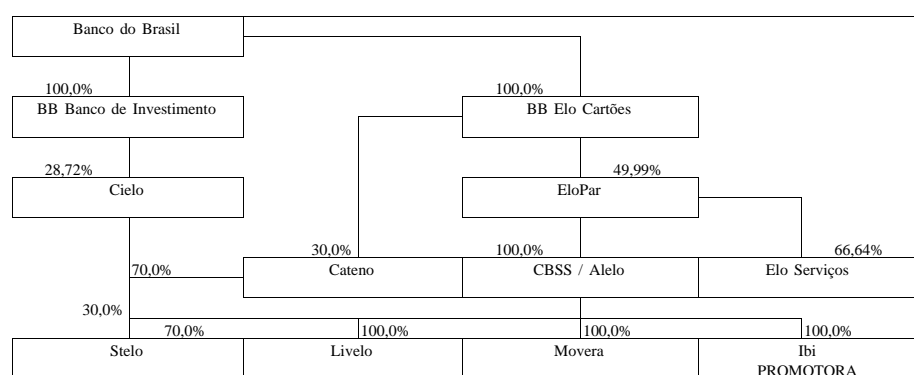 Banco do Brasil
100,0% 100,0%
BB Banco de Investimento BB Elo Cartões
28,72% 49,99%
Cielo EloPar
30,0% 100,0% 66,64%
70,0% Cateno CBSS / Alelo Elo Serviços
30,0%
70,0% 100,0% 100,0% 100,0%
Stelo Livelo Movera Ibi
PROMOTORA